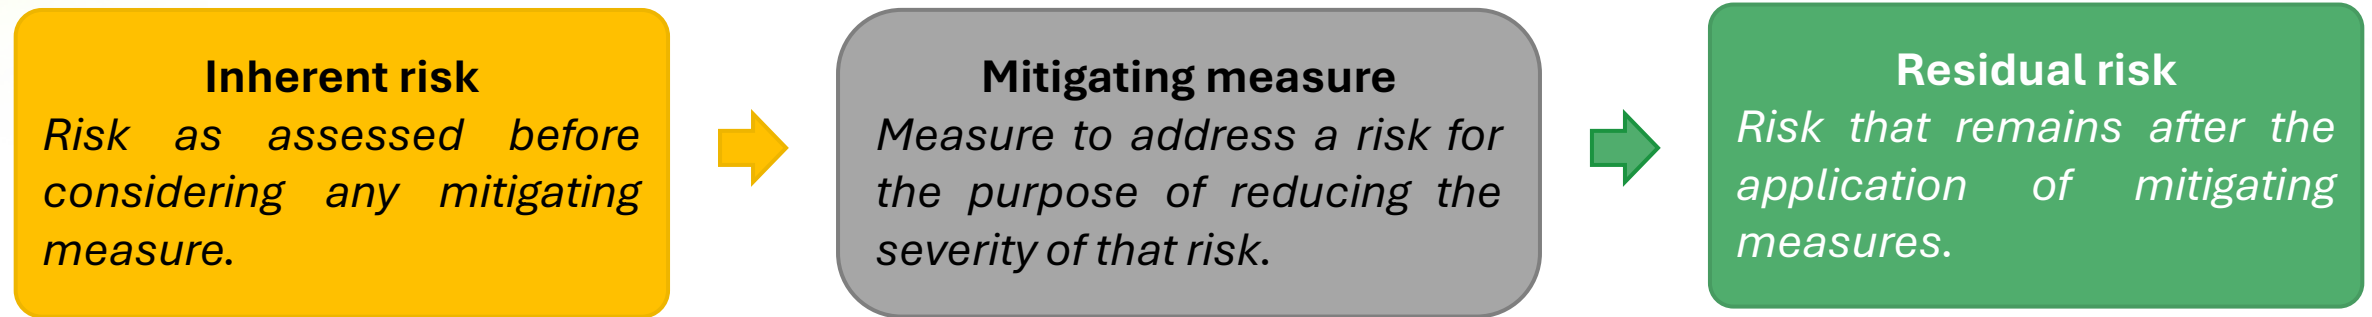 Inherent risk
Risk as assessed before
considering any mitigating
measure.
Mitigating measure
Measure to address a risk for
the purpose of reducing the
severity of that risk.
Residual risk
Risk that remains after the
application of mitigating
measures.